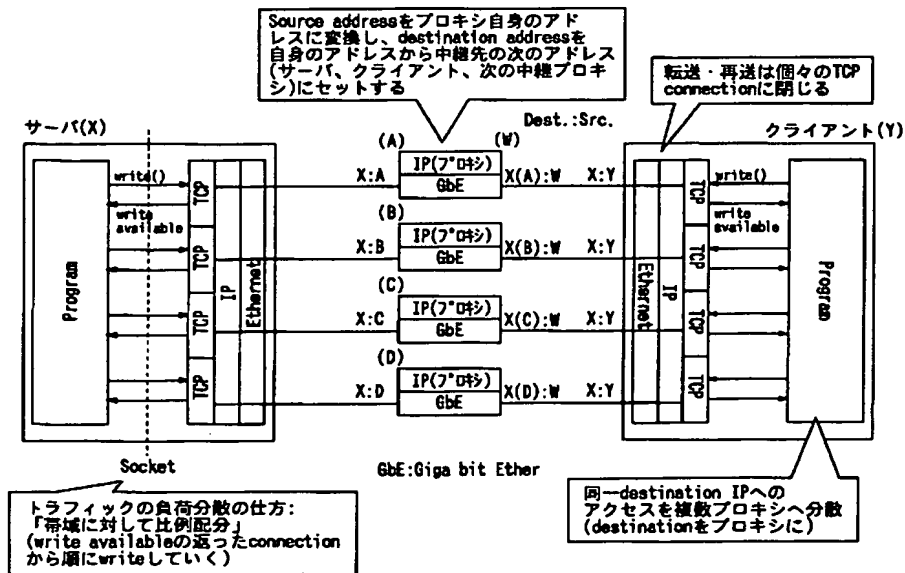 Source addressをプロキシ自身のアド
レスに変換し、destination addressを
自身のアドレスから中継先の次のアドレス
(サーバ、クライアント、次の中継プロキ
シ)にセットする
転送・再送は個々のTCP
connectionに閉じる
サーバ(X)
Dest.:Src.
クライアント(Y)
(A)
(W)
Program
write()
write
available
TCP
TCP
TCP
TCP
IP
Ethernet
X:A
IP(ﾌﾟﾛｷｼ)
GbE
X(A):W
X:Y
(B)
X:B
IP(ﾌﾟﾛｷｼ)
GbE
X(B):W
X:Y
(C)
X:C
IP(ﾌﾟﾛｷｼ)
GbE
X(C):W
X:Y
(D)
X:D
IP(ﾌﾟﾛｷｼ)
GbE
X(D):W
X:Y
Ethernet
IP
TCP
TCP
TCP
TCP
write()
write
available
Program
Socket
GbE:Giga bit Ether
トラフィックの負荷分散の仕方:
「帯域に対して比例配分」
(write availableの返ったconnection
から順にwriteしていく)
同一destination IPへの
アクセスを複数プロキシへ分散
(destinationをプロキシに)